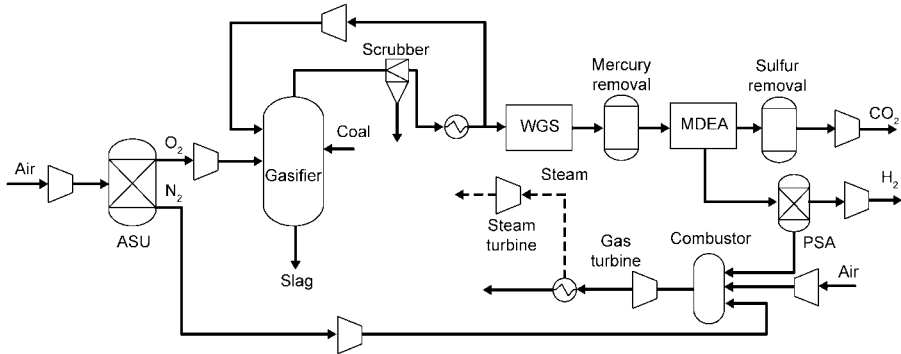 Scrubber
Mercury
removal
Sulfur
removal
WGS
MDEA
CO2
Coal
O2
Air
Gasifier
N2
Steam
H2
Steam
turbine
ASU
Gas
turbine
Combustor
PSA
Slag
Air